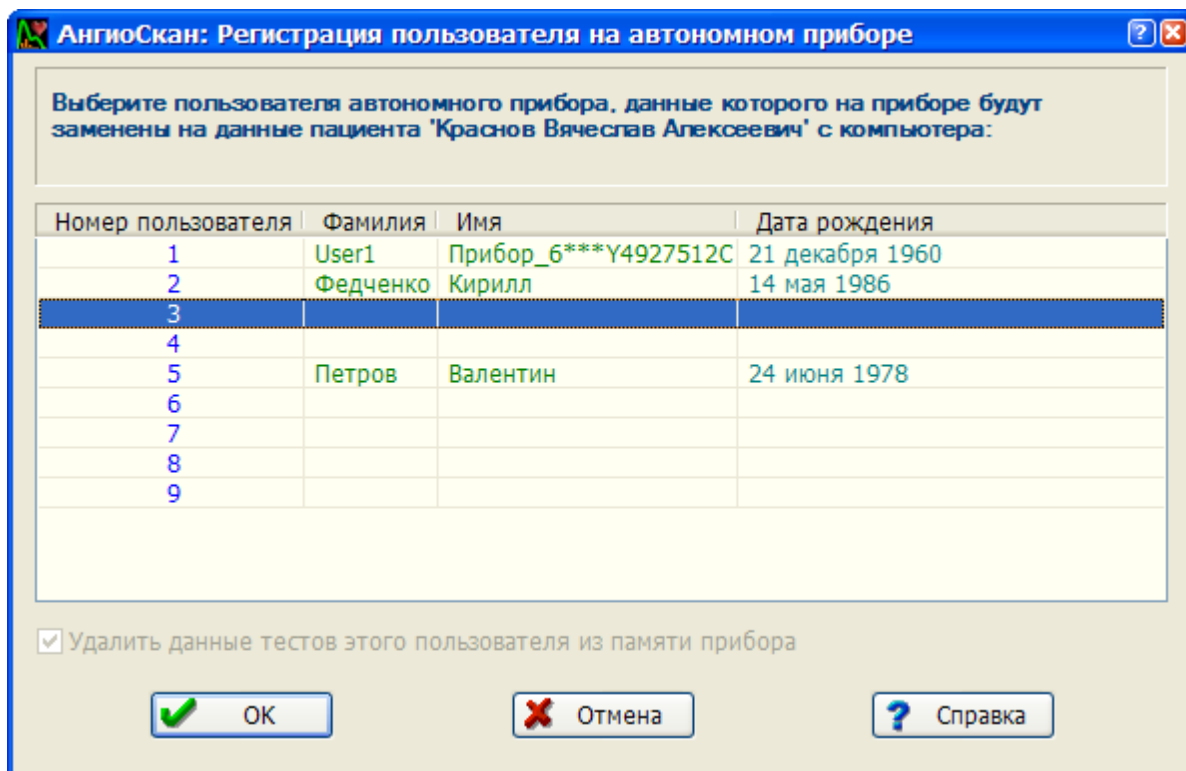 АнгиоСкан: Регистрация пользователя на автономном приборе
Выберите пользователя автономного прибора, данные которого на приборе будут
заменены на данные пациента 'Краснов Вячеслав Алексеевич' с компьютера:
Номер пользователя Фамилия Имя Дата рождения
1 User1 Прибор_6***Y4927512C 21 декабря 1960
2 Федченко Кирилл 14 мая 1986
3
4
5 Петров Валентин 24 июня 1978
6
7
8
9
Удалить данные тестов этого пользователя из памяти прибора
OK Отмена Справка